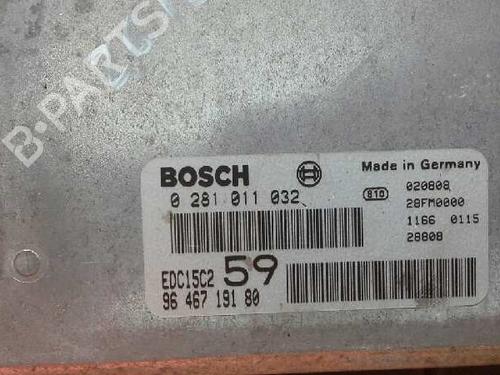 B-PARTS
BOSCH
Made in Germany
0 281 011 032
810
020808
28FM0000
1166 0115
28808
EDC15C2 59
96 467 191 80